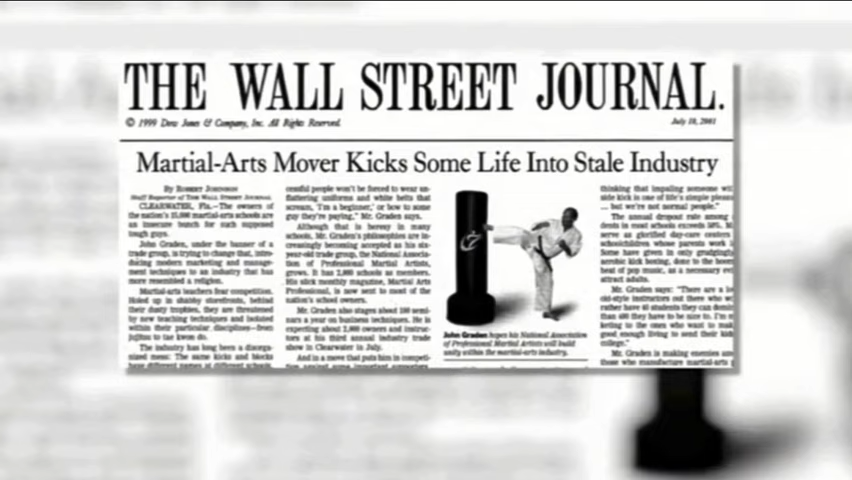 THE WALL STREET JOURNAL.
© 1999 Dow Jones & Company, Inc. All Rights Reserved.
July 10, 2001
Martial-Arts Mover Kicks Some Life Into Stale Industry
By ROBERT JOHNSON
Staff Reporter of THE WALL STREET JOURNAL
CLEARWATER, Fla.—The owners of
the nation's 15,000 martial-arts schools are
an insecure bunch for such supposed
tough guys.
John Graden, under the banner of a
trade group, is trying to change that, intro-
ducing modern marketing and manage-
ment techniques to an industry that has
more resembled a religion.
Martial-arts teachers fear competition.
Holed up in shabby storefronts, behind
their dusty trophies, they are threatened
by now teaching techniques and isolated
within their particular disciplines—from
jujitsu to tae kwon do.
The industry has long been a disorga-
nized mess: The same kicks and blocks
have different names at different schools,
cessful people won't be forced to wear un-
flattering uniforms and white belts that
scream, 'I'm a beginner,' or bow to some
guy they're paying," Mr. Graden says.
Although that is heresy in many
schools, Mr. Graden's philosophies are in-
creasingly becoming accepted as his six-
year-old trade group, the National Associa-
tion of Professional Martial Artists,
grows. It has 2,000 schools as members.
His slick monthly magazine, Martial Arts
Professional, is now sent to most of the
nation's school owners.
Mr. Graden also stages about 100 semi-
nars a year on business techniques. He is
expecting about 2,000 owners and instruc-
tors at his third annual industry trade
show in Clearwater in July.
And in a move that puts him in competi-
tion against some important supporters,
John Graden hopes his National Association
of Professional Martial Artists will build
unity within the martial-arts industry.
thinking that impaling someone wi
side kick is one of life's simple pleas
... but we're not normal people."
The annual dropout rate among
dents in most schools exceeds 50%. M
serve as glorified day-care centers
schoolchildren whose parents work
Some have given in only grudgingly
aerobic kick boxing, done to the boom
beat of pop music, as a necessary ev
attract adults.
Mr. Graden says: "There are a lo
old-style instructors out there who w
rather have 40 students they can domin
than 400 they have to be nice to. I'm
keting to the ones who want to mak
good enough living to send their kid
college."
Mr. Graden is making enemies an
those who manufacture martial-arts